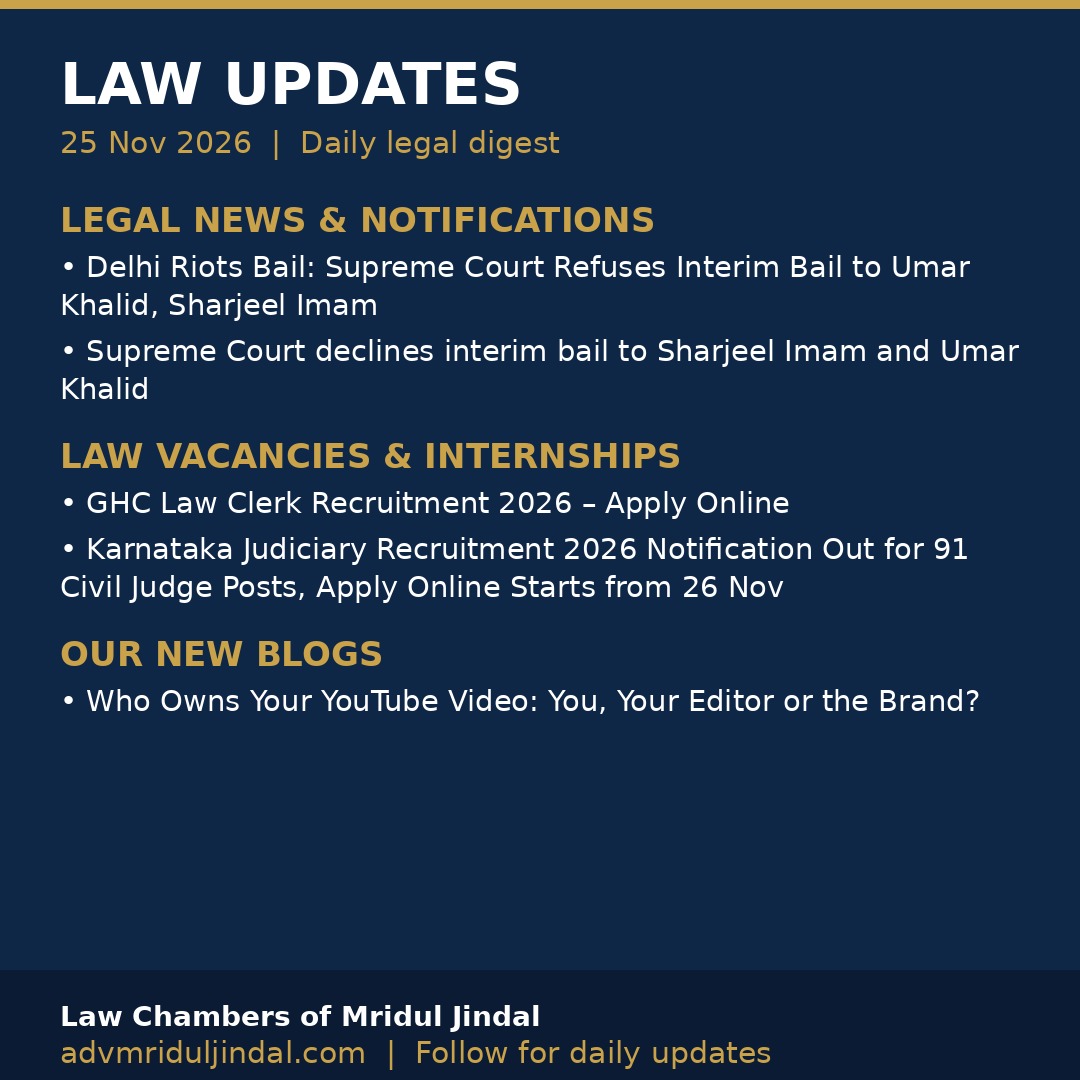 LAW UPDATES
25 Nov 2026 | Daily legal digest
LEGAL NEWS & NOTIFICATIONS
• Delhi Riots Bail: Supreme Court Refuses Interim Bail to Umar
Khalid, Sharjeel Imam
• Supreme Court declines interim bail to Sharjeel Imam and Umar
Khalid
LAW VACANCIES & INTERNSHIPS
• GHC Law Clerk Recruitment 2026 – Apply Online
• Karnataka Judiciary Recruitment 2026 Notification Out for 91
Civil Judge Posts, Apply Online Starts from 26 Nov
OUR NEW BLOGS
• Who Owns Your YouTube Video: You, Your Editor or the Brand?
Law Chambers of Mridul Jindal
advmriduljindal.com | Follow for daily updates